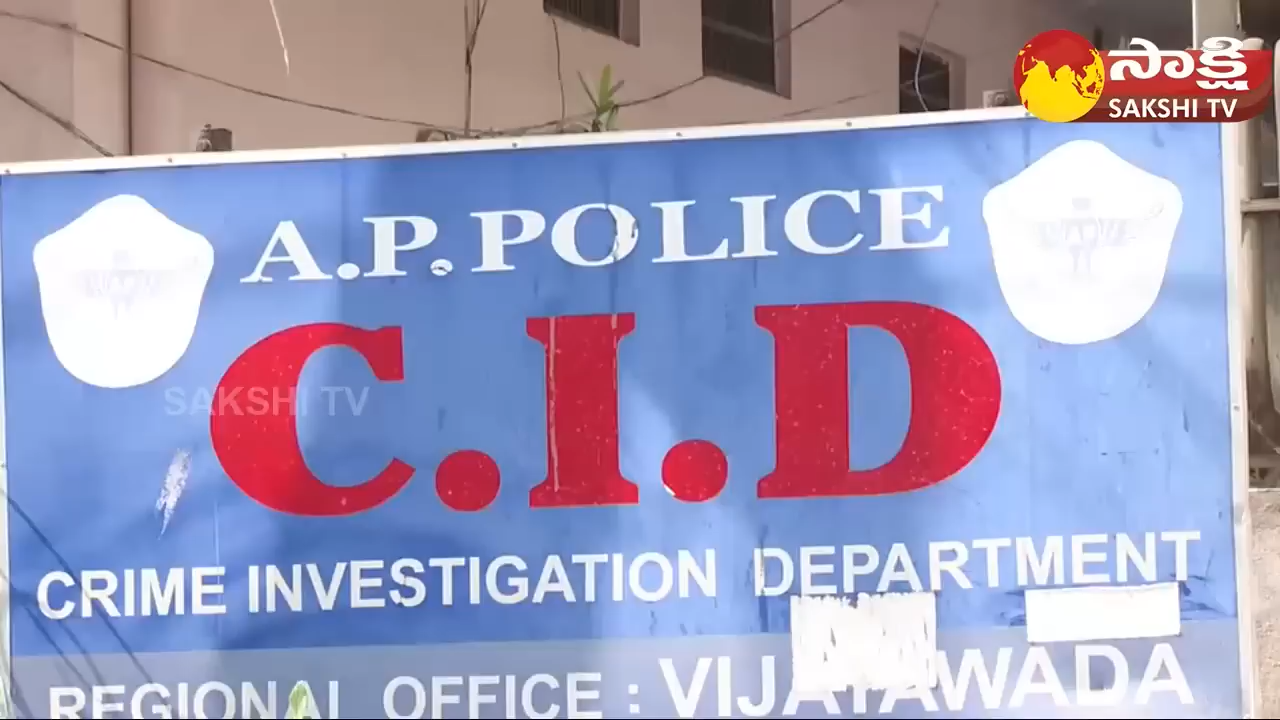 సాక్షి
SAKSHI TV
A.P. POLICE
C.I.D
SAKSHI TV
CRIME INVESTIGATION DEPARTMENT
REGIONAL OFFICE : VIJAYAWADA